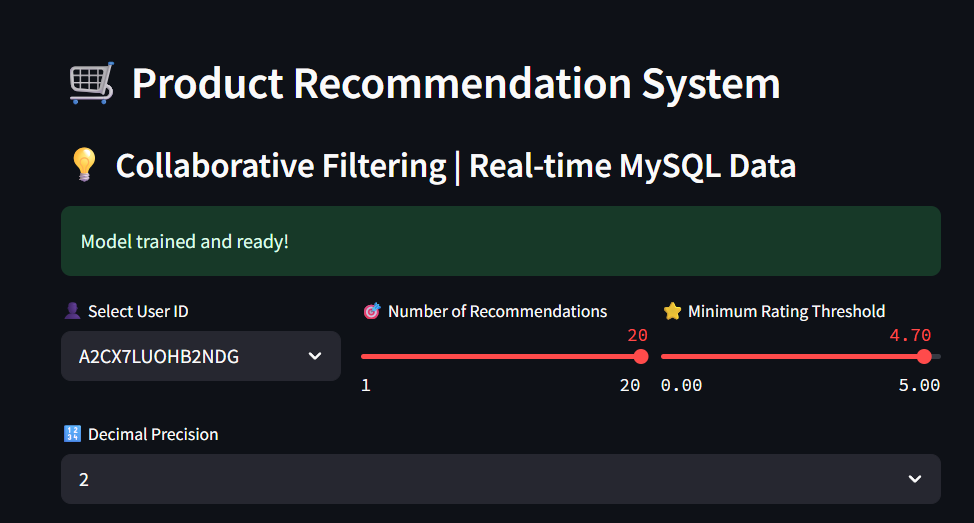 Product Recommendation System
Collaborative Filtering | Real-time MySQL Data
Model trained and ready!
Select User ID
A2CX7LUOHB2NDG
Number of Recommendations
20
1 20
Minimum Rating Threshold
4.70
0.00 5.00
Decimal Precision
2